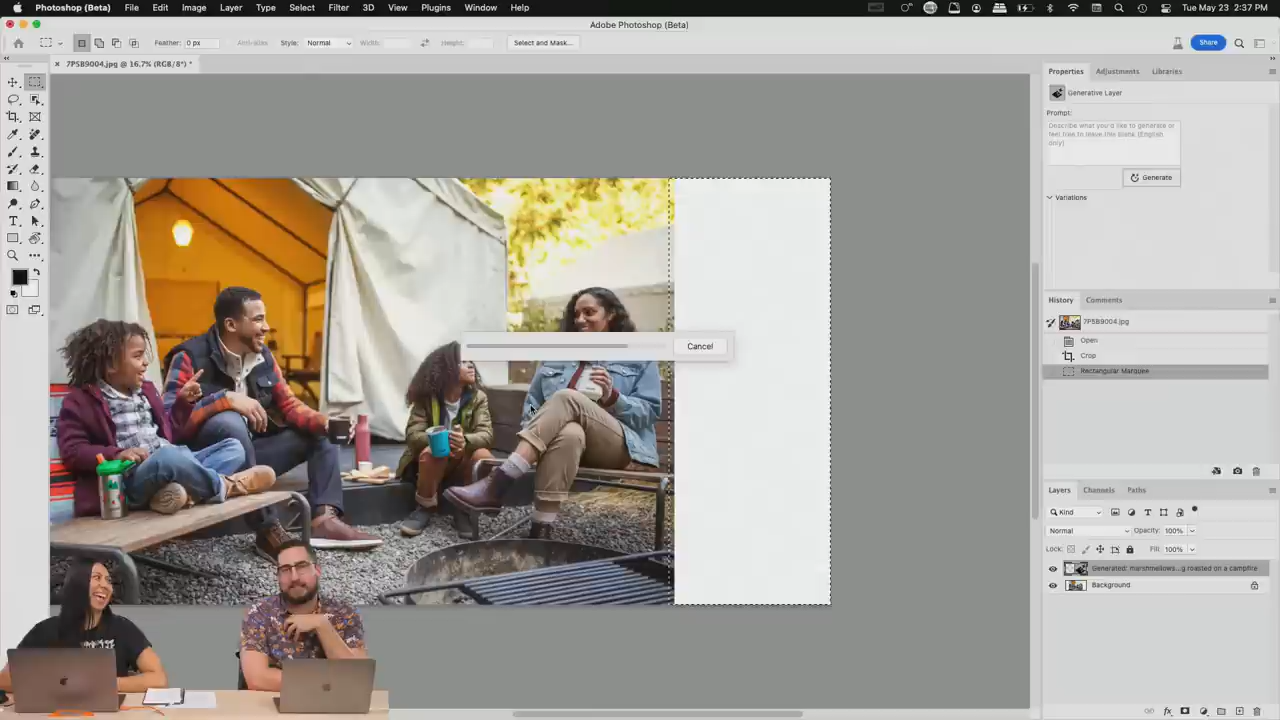 Photoshop (Beta) File Edit Image Layer Type Select Filter 3D View Plugins Window Help Tue May 23 2:37 PM
Adobe Photoshop (Beta)
Feather: 0 px Anti-alias Style: Normal Width: Height: Select and Mask... Share
× 7P5B9004.jpg @ 16.7% (RGB/8*) *
Properties Adjustments Libraries
Generative Layer
Prompt:
Describe what you'd like to generate or
feel free to leave this blank (English
only)
Generate
Variations
Cancel
History Comments
7P5B9004.jpg
Open
Crop
Rectangular Marquee
Layers Channels Paths
Kind
Normal Opacity: 100%
Lock: Fill: 100%
Generated: marshmallows...g roasted on a campfire
Background